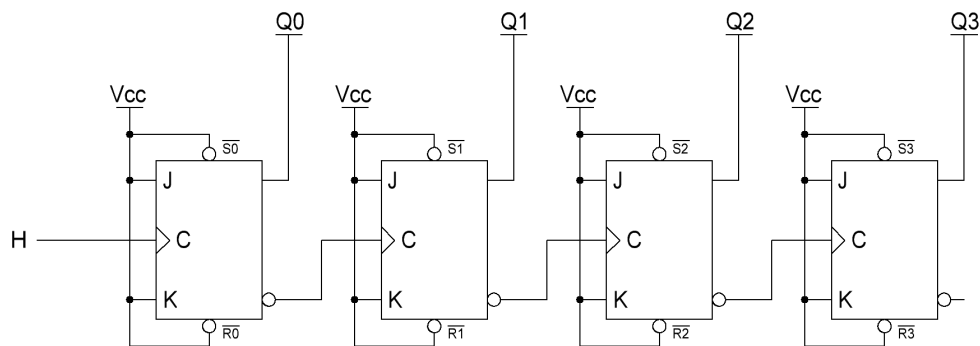 Q0 Q1 Q2 Q3
Vcc Vcc Vcc Vcc
S0 S1 S2 S3
J J J J
H C C C C
K K K K
R0 R1 R2 R3